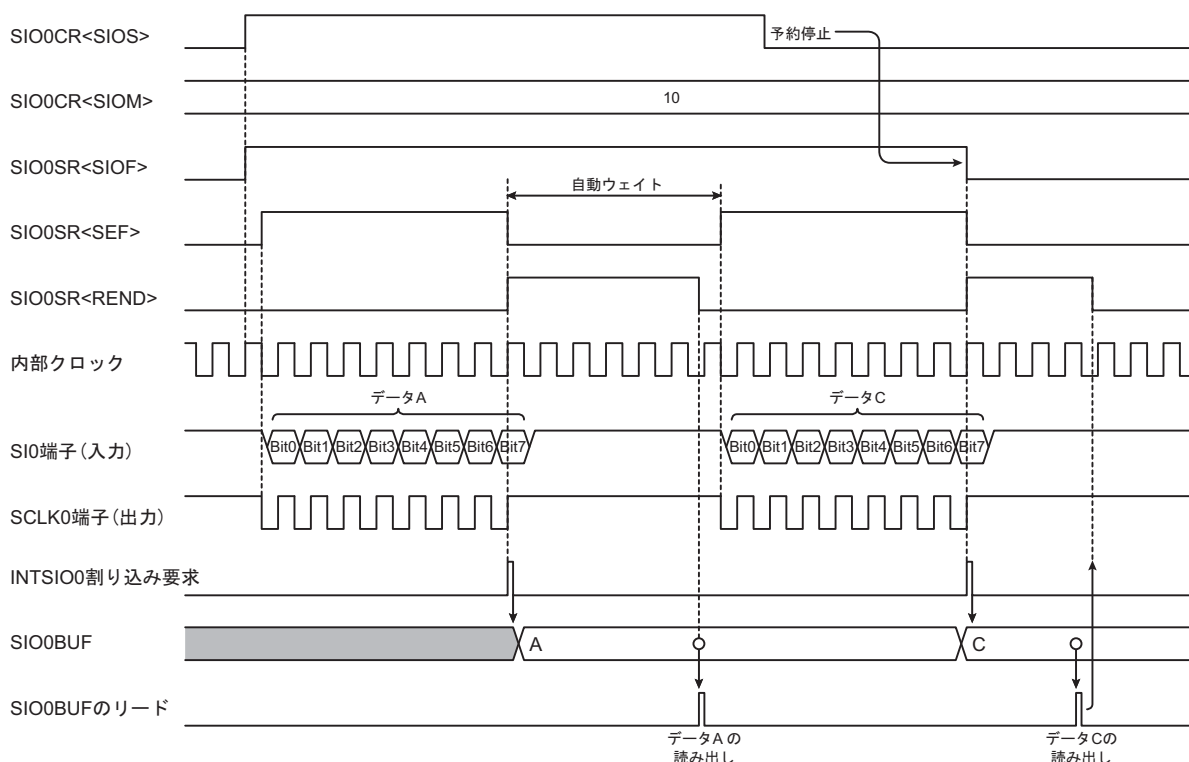 SIO0CR<SIOS>
予約停止
SIO0CR<SIOM>
10
SIO0SR<SIOF>
自動ウェイト
SIO0SR<SEF>
SIO0SR<REND>
内部クロック
データA
データC
SI0端子(入力)
Bit0 Bit1 Bit2 Bit3 Bit4 Bit5 Bit6 Bit7
Bit0 Bit1 Bit2 Bit3 Bit4 Bit5 Bit6 Bit7
SCLK0端子(出力)
INTSIO0割り込み要求
SIO0BUF
A
C
SIO0BUFのリード
データAの
読み出し
データCの
読み出し